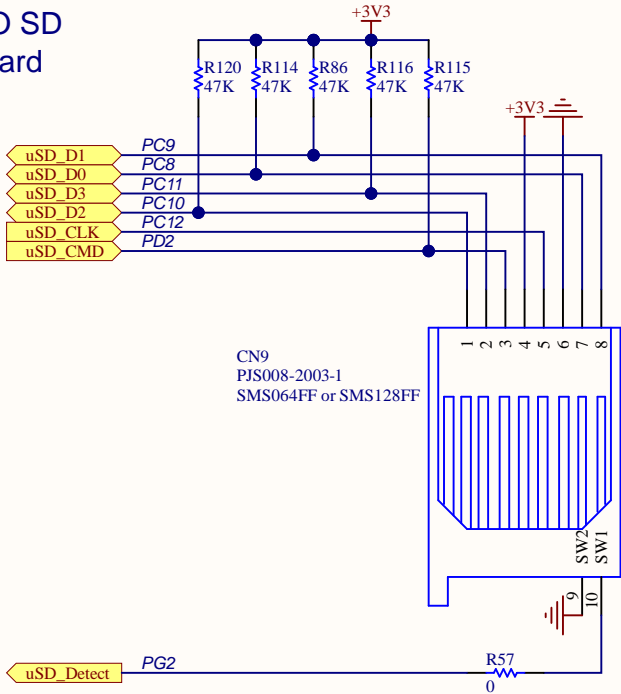 SD
+3V3
R120 R114 R86 R116 R115
47K 47K 47K 47K 47K
+3V3
uSD_D1 PC9
uSD_D0 PC8
uSD_D3 PC11
uSD_D2 PC10
uSD_CLK PC12
uSD_CMD PD2
1 2 3 4 5 6 7 8
CN9
PJS008-2003-1
SMS064FF or SMS128FF
SW2
SW1
9
10
uSD_Detect PG2
R57
0